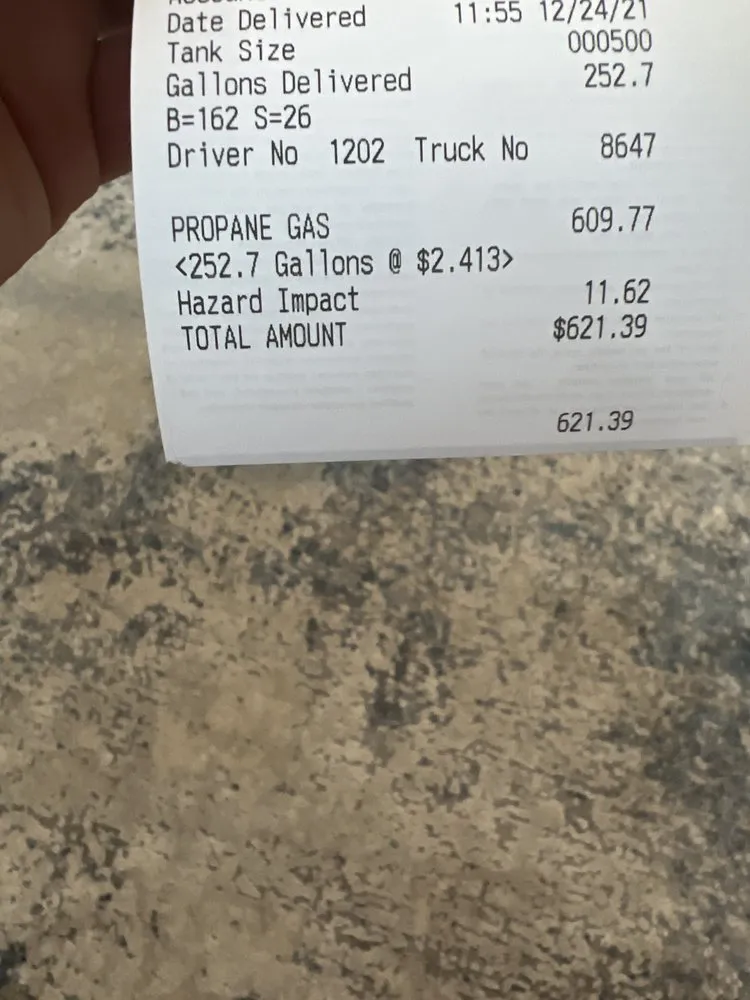 Date Delivered 11:55 12/24/21
Tank Size 000500
Gallons Delivered 252.7
B=162 S=26
Driver No 1202 Truck No 8647
PROPANE GAS 609.77
<252.7 Gallons @ $2.413>
Hazard Impact 11.62
TOTAL AMOUNT $621.39
621.39